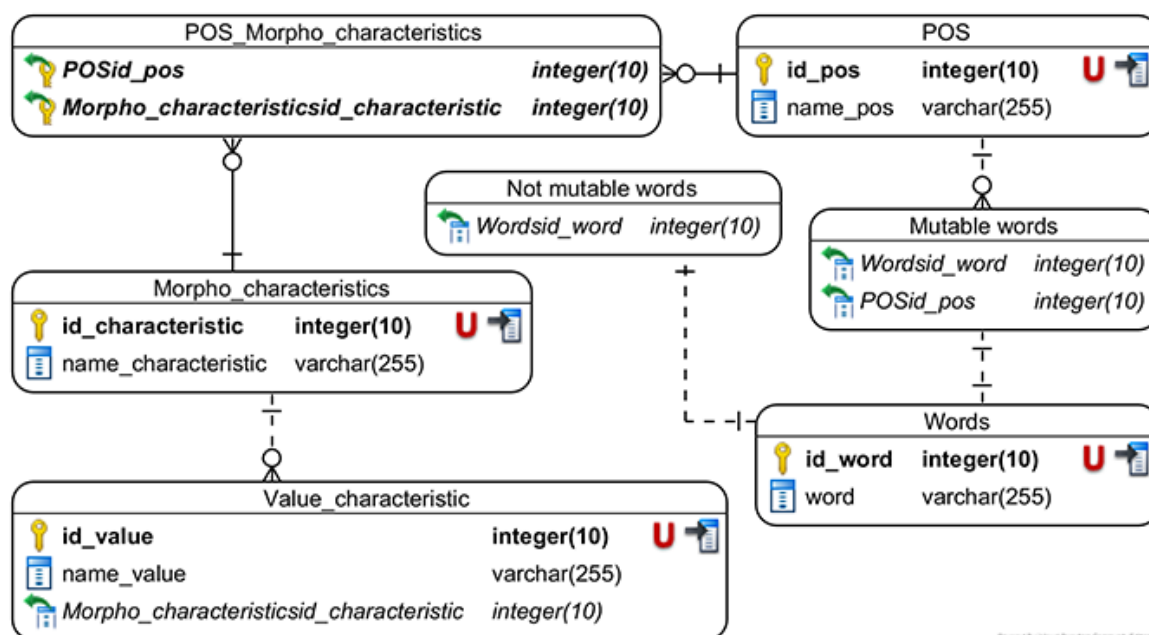 POS_Morpho_characteristics
POSid_pos integer(10)
Morpho_characteristicsid_characteristic integer(10)
POS
id_pos integer(10) U
name_pos varchar(255)
Not mutable words
Wordsid_word integer(10)
Mutable words
Wordsid_word integer(10)
POSid_pos integer(10)
Morpho_characteristics
id_characteristic integer(10) U
name_characteristic varchar(255)
Words
id_word integer(10) U
word varchar(255)
Value_characteristic
id_value integer(10) U
name_value varchar(255)
Morpho_characteristicsid_characteristic integer(10)